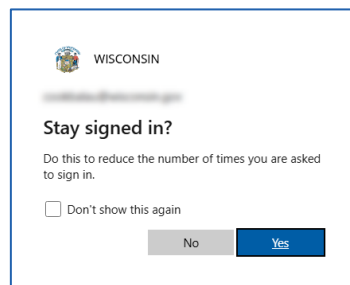 WISCONSIN
Stay signed in?
Do this to reduce the number of times you are asked
to sign in.
Don't show this again
No
Yes